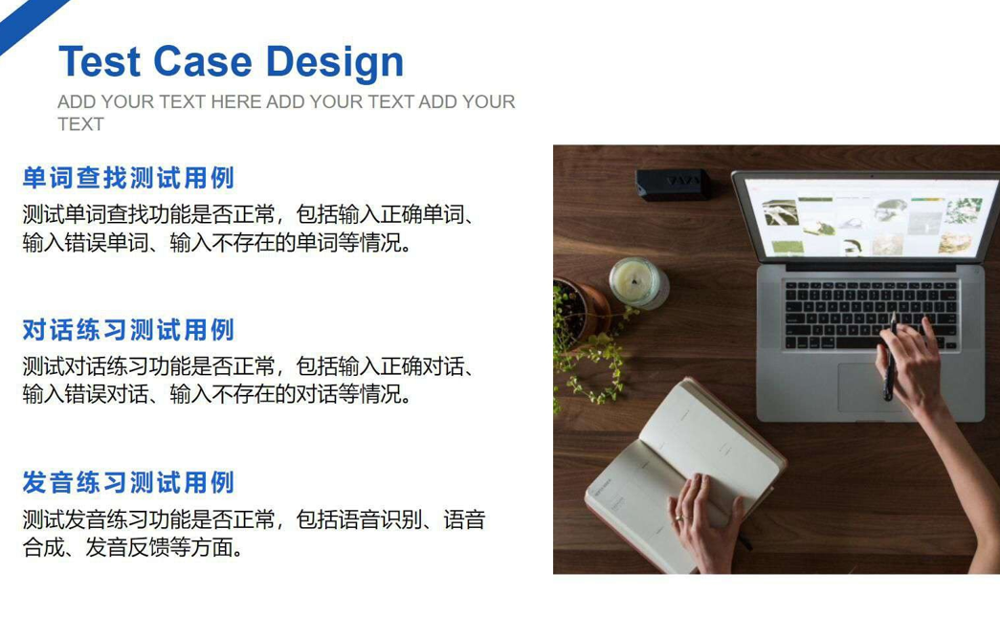 Test Case Design
ADD YOUR TEXT HERE ADD YOUR TEXT ADD YOUR
TEXT
单词查找测试用例
测试单词查找功能是否正常，包括输入正确单词、
输入错误单词、输入不存在的单词等情况。
对话练习测试用例
测试对话练习功能是否正常，包括输入正确对话、
输入错误对话、输入不存在的对话等情况。
发音练习测试用例
测试发音练习功能是否正常，包括语音识别、语音
合成、发音反馈等方面。